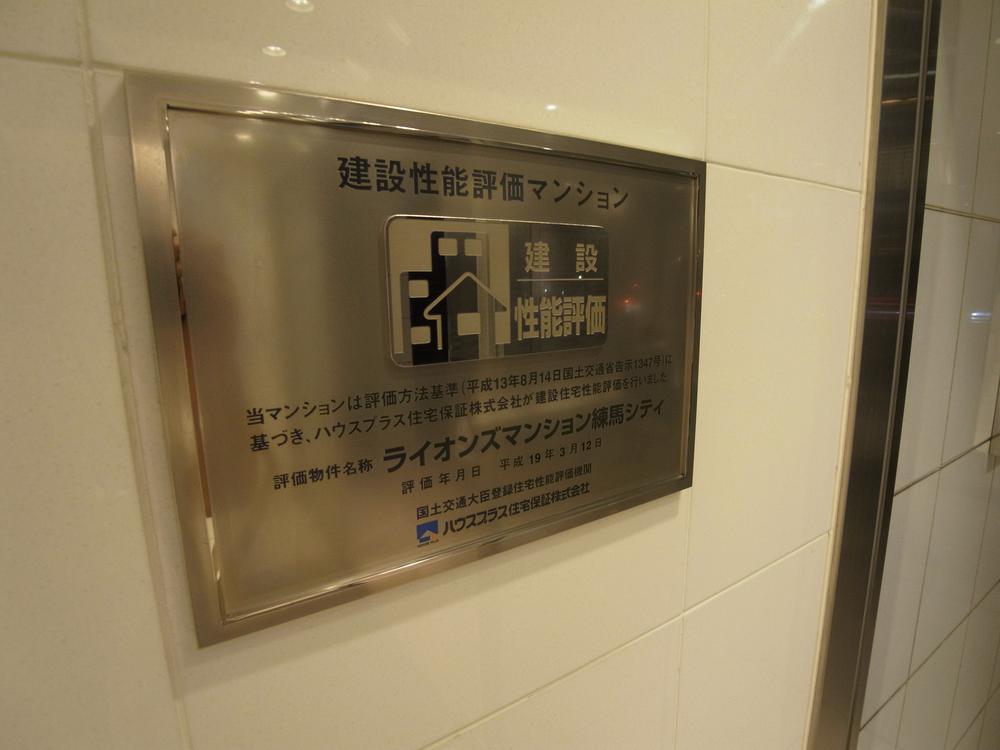 建設性能評価マンション
建設
性能評価
当マンションは評価方法基準(平成13年8月14日国土交通省告示1347号)に
基づき、ハウスプラス住宅保証株式会社が建設住宅性能評価を行いました
評価物件名称 ライオンズマンション練馬シティ
評価年月日 平成19年3月12日
国土交通大臣登録住宅性能評価機関
ハウスプラス住宅保証株式会社